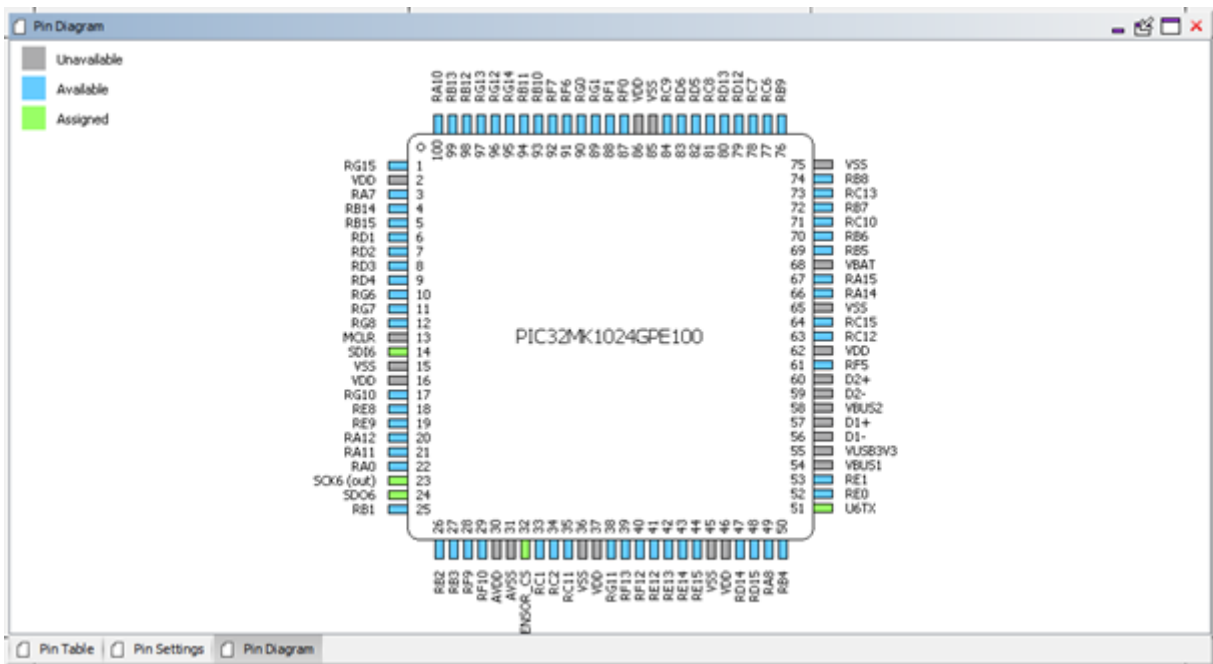 Pin Diagram
Unavailable
Available
Assigned
RA10 RB13 RB12 RG13 RG12 RG14 RB11 RB10 RF7 RF6 RG0 RG1 RF1 RF0 VDD VSS RC9 RD6 RD5 RC8 RD13 RD12 RC7 RC6 RB9
100 99 98 97 96 95 94 93 92 91 90 89 88 87 86 85 84 83 82 81 80 79 78 77 76
RG15 1
VDD 2
RA7 3
RB14 4
RB15 5
RD1 6
RD2 7
RD3 8
RD4 9
RG6 10
RG7 11
RG8 12
MCLR 13
SDI6 14
VSS 15
VDD 16
RG10 17
RE8 18
RE9 19
RA12 20
RA11 21
RA0 22
SCK6 (out) 23
SDO6 24
RB1 25
PIC32MK1024GPE100
75 VSS
74 RB8
73 RC13
72 RB7
71 RC10
70 RB6
69 RB5
68 VBAT
67 RA15
66 RA14
65 VSS
64 RC15
63 RC12
62 VDD
61 RF5
60 D2+
59 D2-
58 VBUS2
57 D1+
56 D1-
55 VUSB3V3
54 VBUS1
53 RE1
52 RE0
51 U6TX
26 27 28 29 30 31 32 33 34 35 36 37 38 39 40 41 42 43 44 45 46 47 48 49 50
RB2 RB3 RF9 RF10 AVDD AVSS ENSOR_CS RC1 RC2 RC11 VSS VDD RG11 RF13 RF12 RE12 RE13 RE14 RE15 VSS VDD RD14 RD15 RA8 RB4
Pin Table Pin Settings Pin Diagram